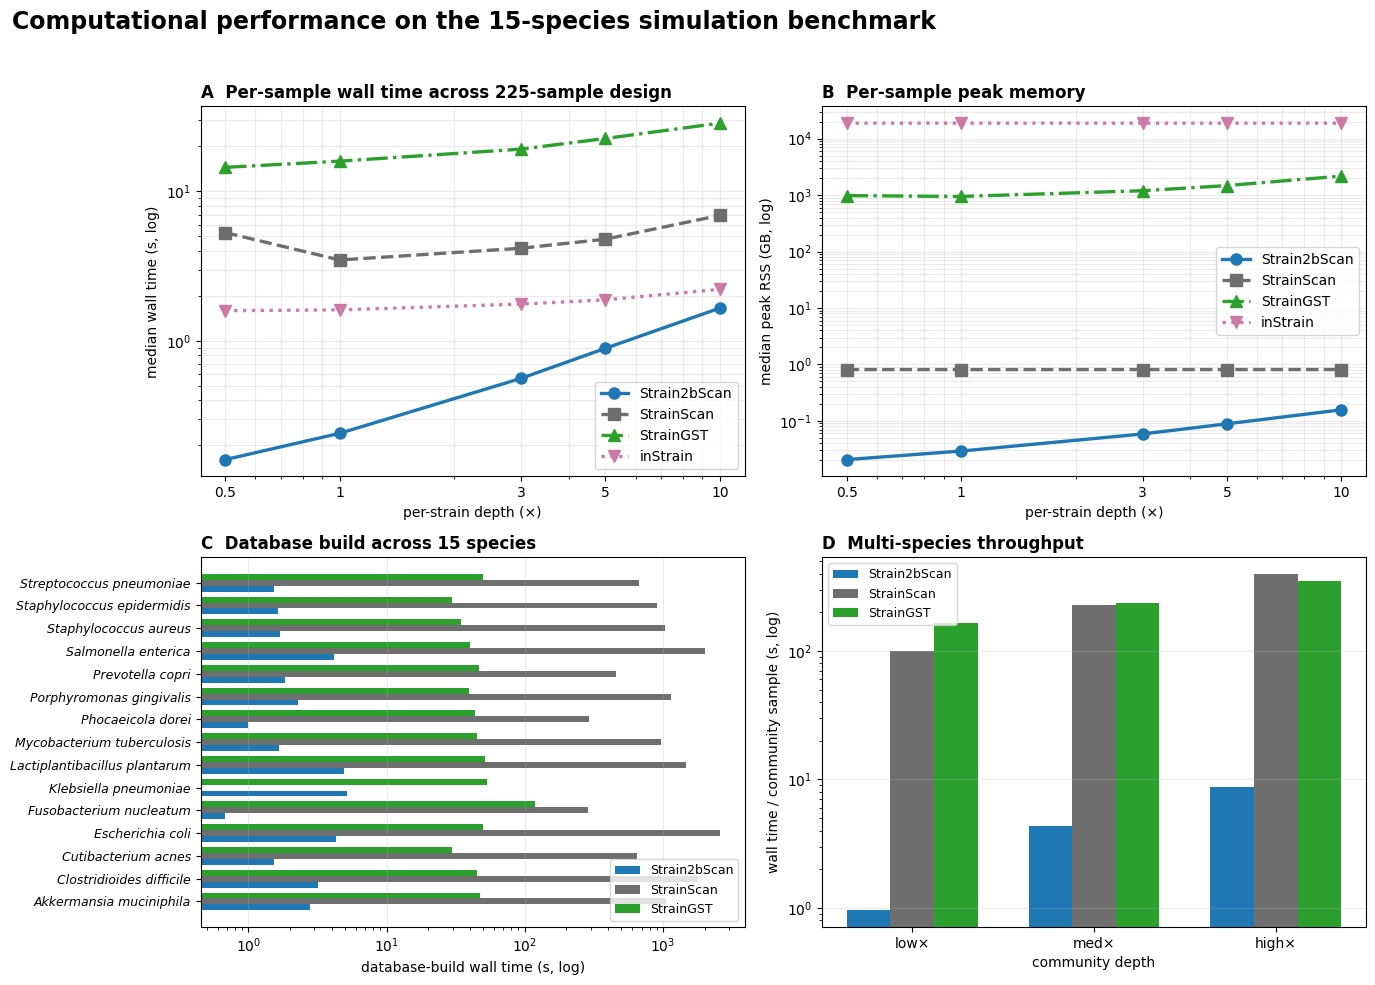 Computational performance on the 15-species simulation benchmark
A Per-sample wall time across 225-sample design
median wall time (s, log)
10¹
10⁰
0.5 1 3 5 10
per-strain depth (×)
Strain2bScan
StrainScan
StrainGST
inStrain
B Per-sample peak memory
median peak RSS (GB, log)
10⁴
10³
10²
10¹
10⁰
10⁻¹
0.5 1 3 5 10
per-strain depth (×)
Strain2bScan
StrainScan
StrainGST
inStrain
C Database build across 15 species
Streptococcus pneumoniae
Staphylococcus epidermidis
Staphylococcus aureus
Salmonella enterica
Prevotella copri
Porphyromonas gingivalis
Phocaeicola dorei
Mycobacterium tuberculosis
Lactiplantibacillus plantarum
Klebsiella pneumoniae
Fusobacterium nucleatum
Escherichia coli
Cutibacterium acnes
Clostridioides difficile
Akkermansia muciniphila
10⁰ 10¹ 10² 10³
database-build wall time (s, log)
Strain2bScan
StrainScan
StrainGST
D Multi-species throughput
wall time / community sample (s, log)
10²
10¹
10⁰
low× med× high×
community depth
Strain2bScan
StrainScan
StrainGST